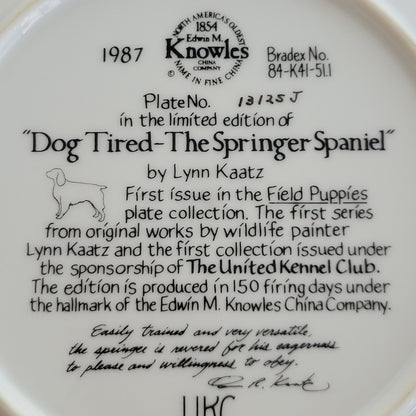 NORTH AMERICA'S OLDEST
1854
Edwin M.
Knowles
CHINA
COMPANY
NAME IN FINE CHINA
1987
Bradex No.
84-K41-51.1
Plate No. 13125J
in the limited edition of
"Dog Tired-The Springer Spaniel"
by Lynn Kaatz
First issue in the Field Puppies
plate collection. The first series
from original works by wildlife painter
Lynn Kaatz and the first collection issued under
the sponsorship of The United Kennel Club.
The edition is produced in 150 firing days under
the hallmark of the Edwin M. Knowles China Company.
Easily trained and very versatile,
the springer is revered for his eagerness
to please and willingness to obey.
R. Kaatz
UKC